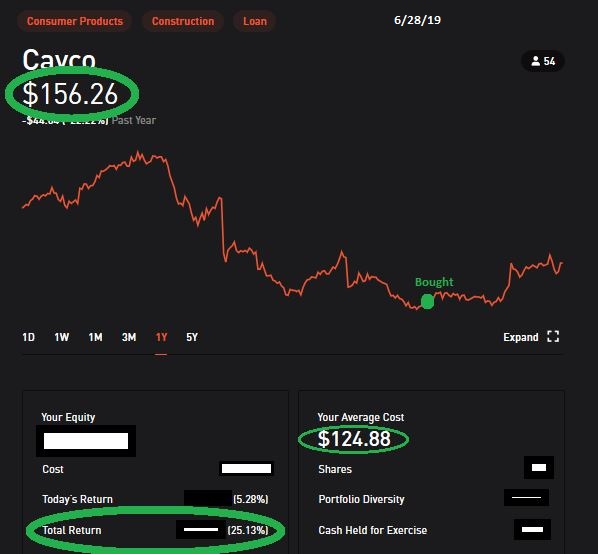 Consumer Products Construction Loan 6/28/19
Cavco 54
$156.26
-$44.64 (-22.22%) Past Year
Bought
1D 1W 1M 3M 1Y 5Y Expand
Your Equity
Cost
Today's Return (5.28%)
Total Return (25.13%)
Your Average Cost
$124.88
Shares
Portfolio Diversity
Cash Held for Exercise